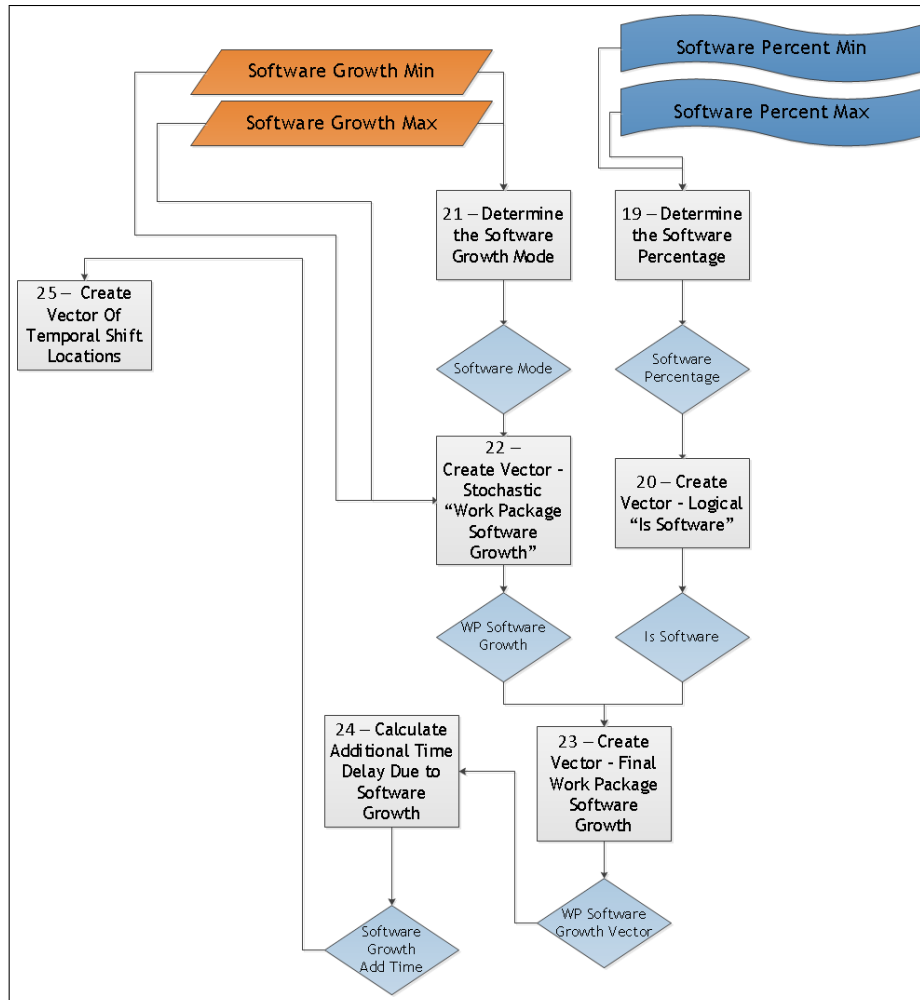 Software Growth Min
Software Growth Max
Software Percent Min
Software Percent Max
21 – Determine
the Software
Growth Mode
19 – Determine
the Software
Percentage
25 – Create
Vector Of
Temporal Shift
Locations
Software Mode
Software
Percentage
22 –
Create Vector -
Stochastic
“Work Package
Software
Growth”
20 – Create
Vector - Logical
“Is Software”
WP Software
Growth
Is Software
24 – Calculate
Additional Time
Delay Due to
Software
Growth
23 – Create
Vector - Final
Work Package
Software
Growth
Software
Growth
Add Time
WP Software
Growth Vector